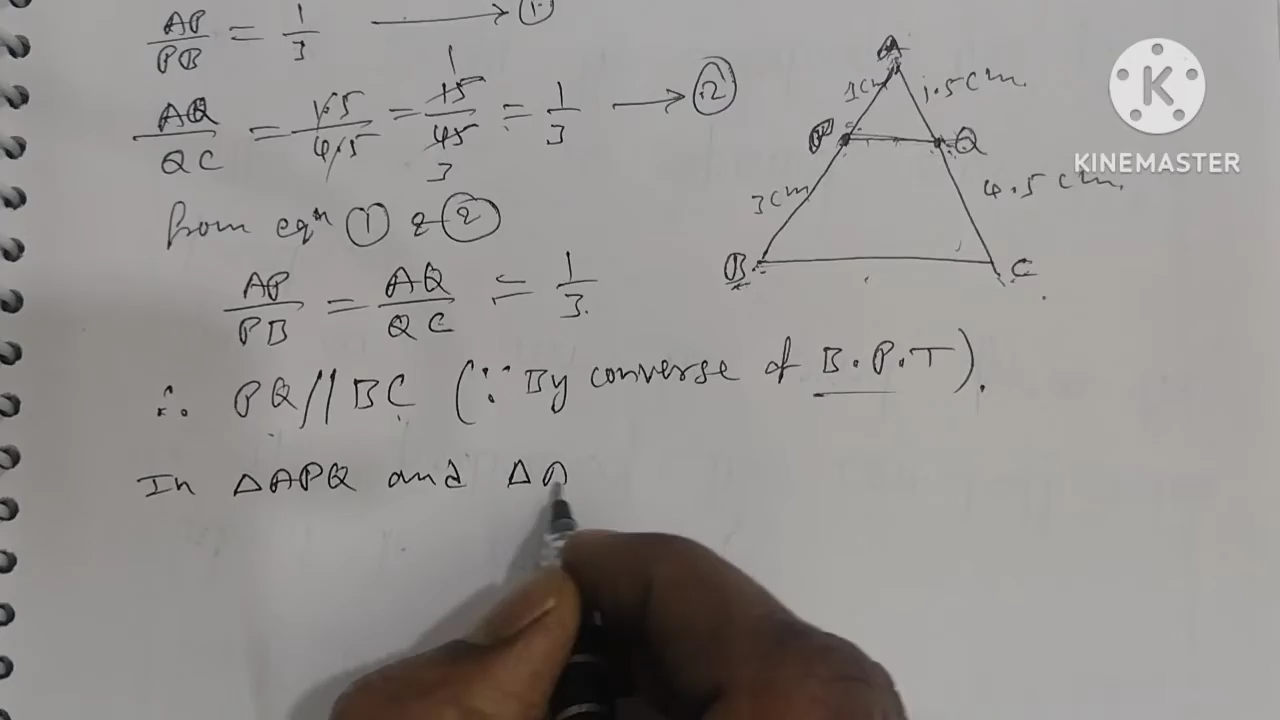 AP/PB = 1/3 → ①
AQ/QC = 1.5/4.5 = 15/45 = 1/3 → ②
1
3
from eqn ① & ②
AP/PB = AQ/QC = 1/3.
∴ PQ//BC (∵ By converse of B.P.T).
In ΔAPQ and ΔA
A
1cm 1.5cm
P Q
3cm 4.5cm
B C
K
KINEMASTER